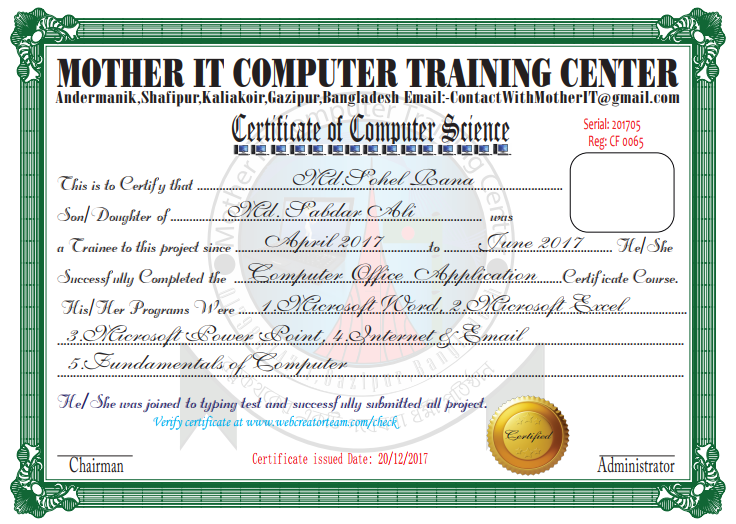 MOTHER IT COMPUTER TRAINING CENTER
Andermanik,Shafipur,Kaliakoir,Gazipur,Bangladesh Email:-ContactWithMotherIT@gmail.com
Certificate of Computer Science
Serial: 201705
Reg: CF 0065
This is to Certify that Md.Sohel Rana
Son/Doughter of Md. Sabdar Ali was
a Trainee to this project since April 2017 to June 2017 He/She
Successfully Completed the Computer Office Application Certificate Course.
His/Her Programs Were 1.Microsoft Word, 2.Microsoft Excel
3.Microsoft Power Point, 4.Internet & Email
5.Fundamentals of Computer
He/She was joined to typing test and successfully submitted all project.
Verify certificate at www.webcreatorteam.com/check
Certified
Certificate issued Date: 20/12/2017
Chairman
Administrator